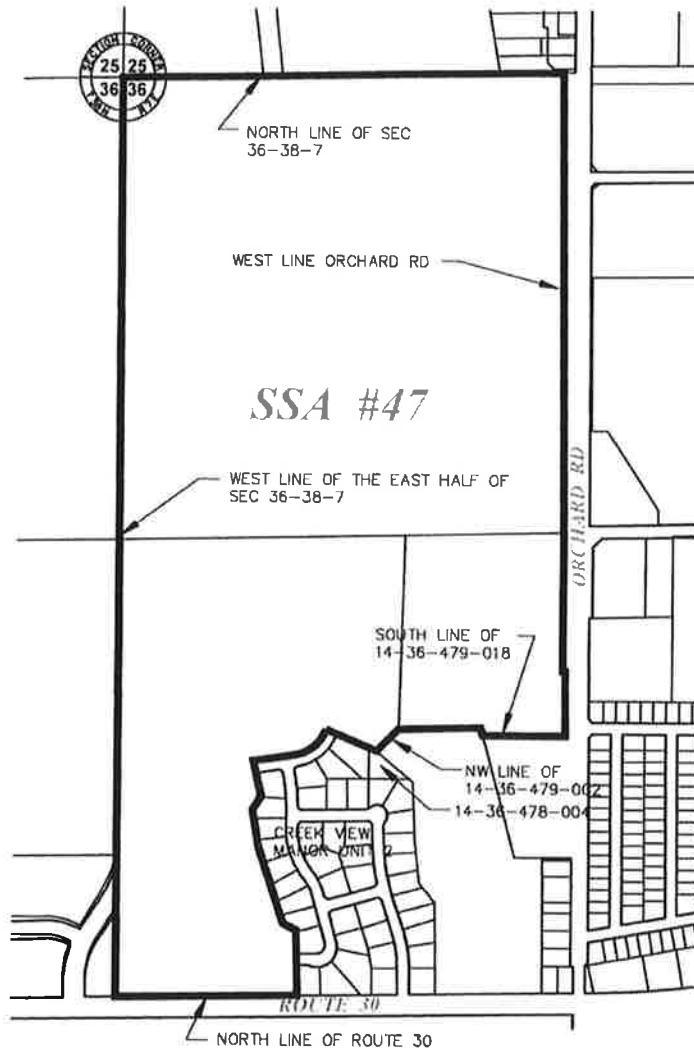 SECTION CORNER
25 25
36 36
NORTH LINE OF SEC
36-38-7
WEST LINE ORCHARD RD
SSA #47
WEST LINE OF THE EAST HALF OF
SEC 36-38-7
ORCHARD RD
SOUTH LINE OF
14-36-479-018
NW LINE OF
14-36-479-002
14-36-478-004
CREEK VIEW
MANOR UNIT 2
ROUTE 30
NORTH LINE OF ROUTE 30